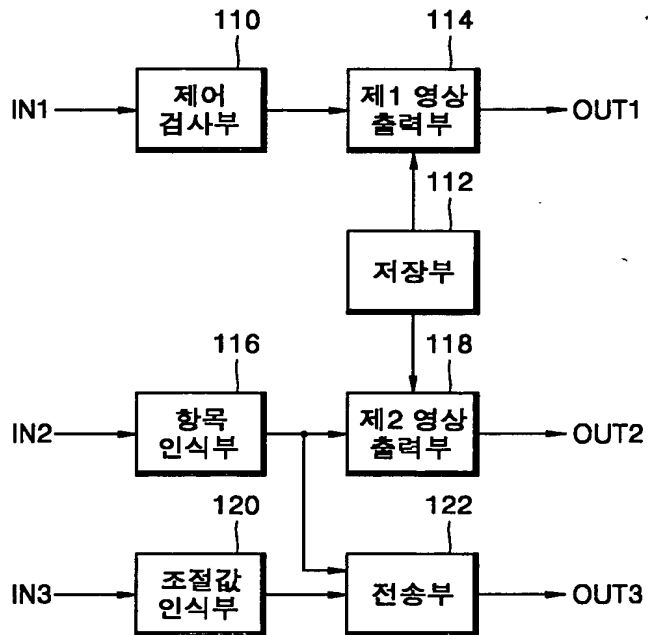 110
114
IN1
제어
검사부
제1 영상
출력부
OUT1
112
저장부
116
118
IN2
항목
인식부
제2 영상
출력부
OUT2
120
122
IN3
조절값
인식부
전송부
OUT3